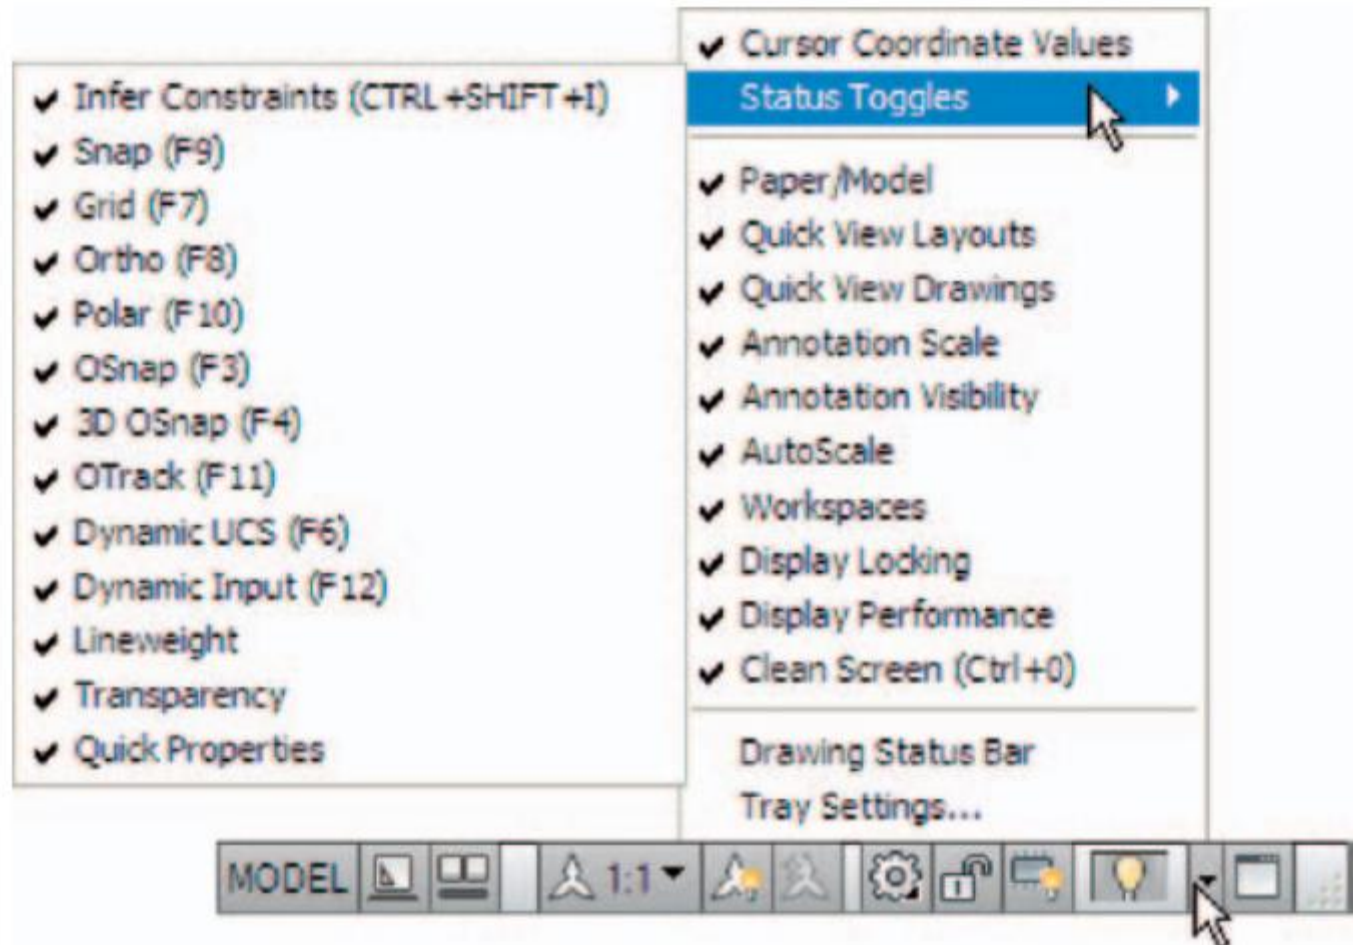 Cursor Coordinate Values
Status Toggles
Infer Constraints (CTRL+SHIFT+I)
Snap (F9)
Grid (F7)
Ortho (F8)
Polar (F10)
OSnap (F3)
3D OSnap (F4)
OTrack (F11)
Dynamic UCS (F6)
Dynamic Input (F12)
Lineweight
Transparency
Quick Properties
Paper/Model
Quick View Layouts
Quick View Drawings
Annotation Scale
Annotation Visibility
AutoScale
Workspaces
Display Locking
Display Performance
Clean Screen (Ctrl+0)
Drawing Status Bar
Tray Settings...
MODEL 1:1